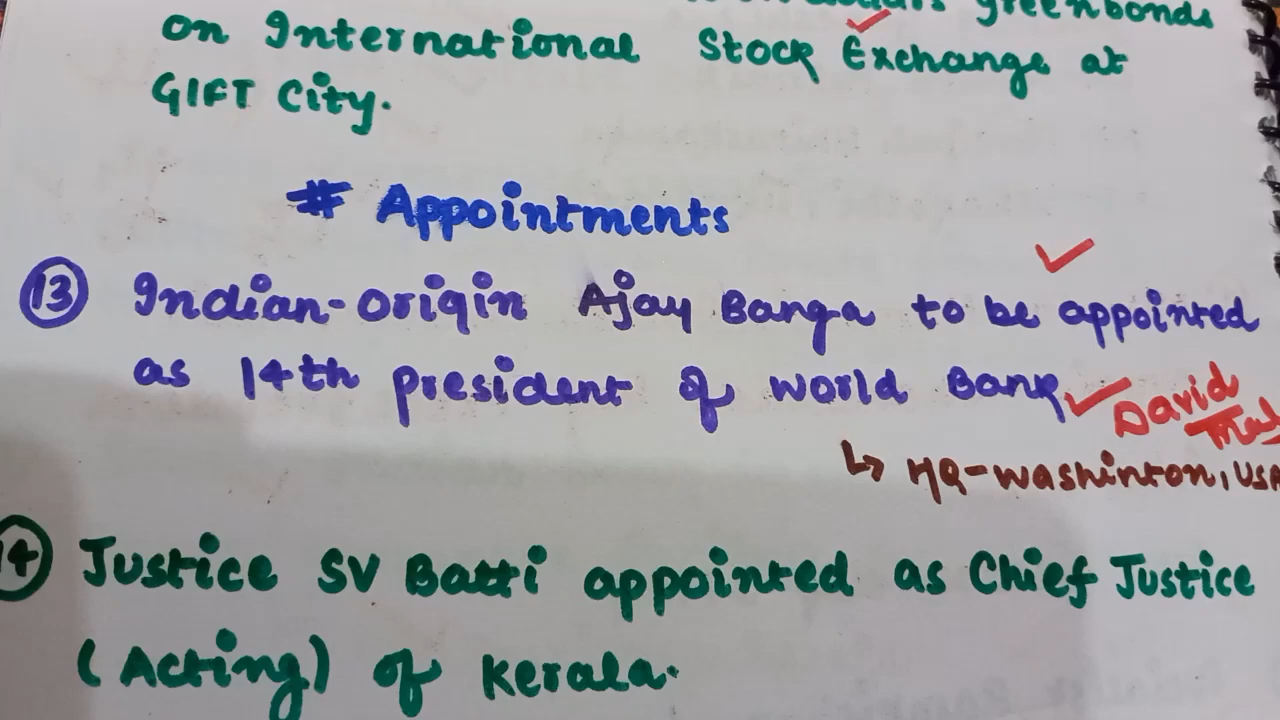 greenbonds
on International Stock Exchange at
GIFT City.
# Appointments
13 Indian-origin Ajay Banga to be appointed
as 14th president of world Bank
David
↳ HQ-washinton, USA
14 Justice SV Batti appointed as Chief Justice
(Acting) of Kerala.